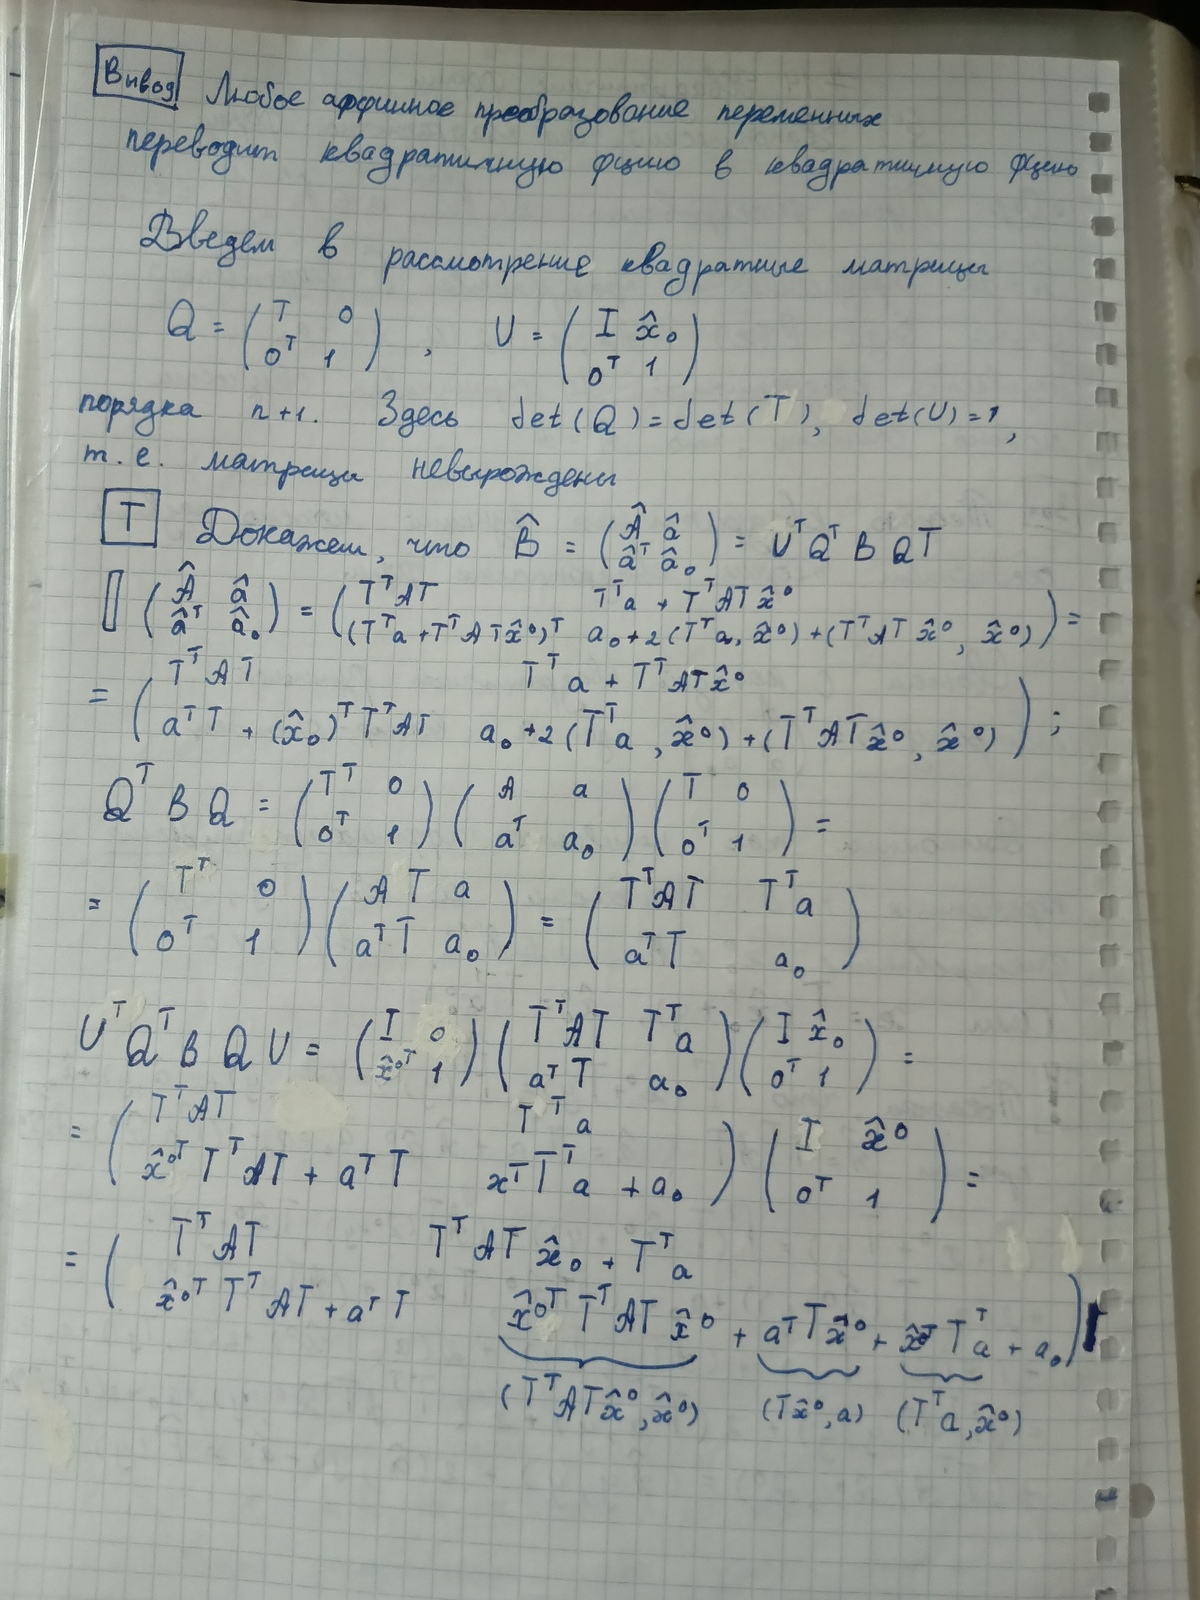 Вывод Любое аффинное преобразование переменных
переводит квадратичную фцию в квадратичную фцию
Введем в рассмотрение квадратные матрицы
Q = (T 0; 0ᵀ 1), U = (I x̂₀; 0ᵀ 1)
порядка n+1. Здесь det(Q) = det(T), det(U) = 1,
т.е. матрицы невырождены
T Докажем, что B̂ = (Â â; âᵀ â₀) = UᵀQᵀBQT
(Â â; âᵀ â₀) = (TᵀAT Tᵀa + TᵀATx̂⁰; (Tᵀa + TᵀATx̂⁰)ᵀ a₀ + 2(Tᵀa, x̂⁰) + (TᵀATx̂⁰, x̂⁰)) =
= (TᵀAT Tᵀa + TᵀATx̂⁰; aᵀT + (x̂₀)ᵀTᵀAT a₀ + 2(Tᵀa, x̂⁰) + (TᵀATx̂⁰, x̂⁰));
QᵀBQ = (Tᵀ 0; 0ᵀ 1)(A a; aᵀ a₀)(T 0; 0ᵀ 1) =
= (Tᵀ 0; 0ᵀ 1)(AT a; aᵀT a₀) = (TᵀAT Tᵀa; aᵀT a₀)
UᵀQᵀBQU = (I 0; x̂⁰ᵀ 1)(TᵀAT Tᵀa; aᵀT a₀)(I x̂₀; 0ᵀ 1) =
= (TᵀAT Tᵀa; x̂⁰ᵀTᵀAT + aᵀT xᵀTᵀa + a₀)(I x̂⁰; 0ᵀ 1) =
= (TᵀAT TᵀATx̂₀ + Tᵀa; x̂⁰ᵀTᵀAT + aᵀT x̂⁰ᵀTᵀATx̂⁰ + aᵀTx̂⁰ + x̂⁰ᵀTᵀa + a₀)
(TᵀATx̂⁰, x̂⁰) (Tx̂⁰, a) (Tᵀa, x̂⁰)